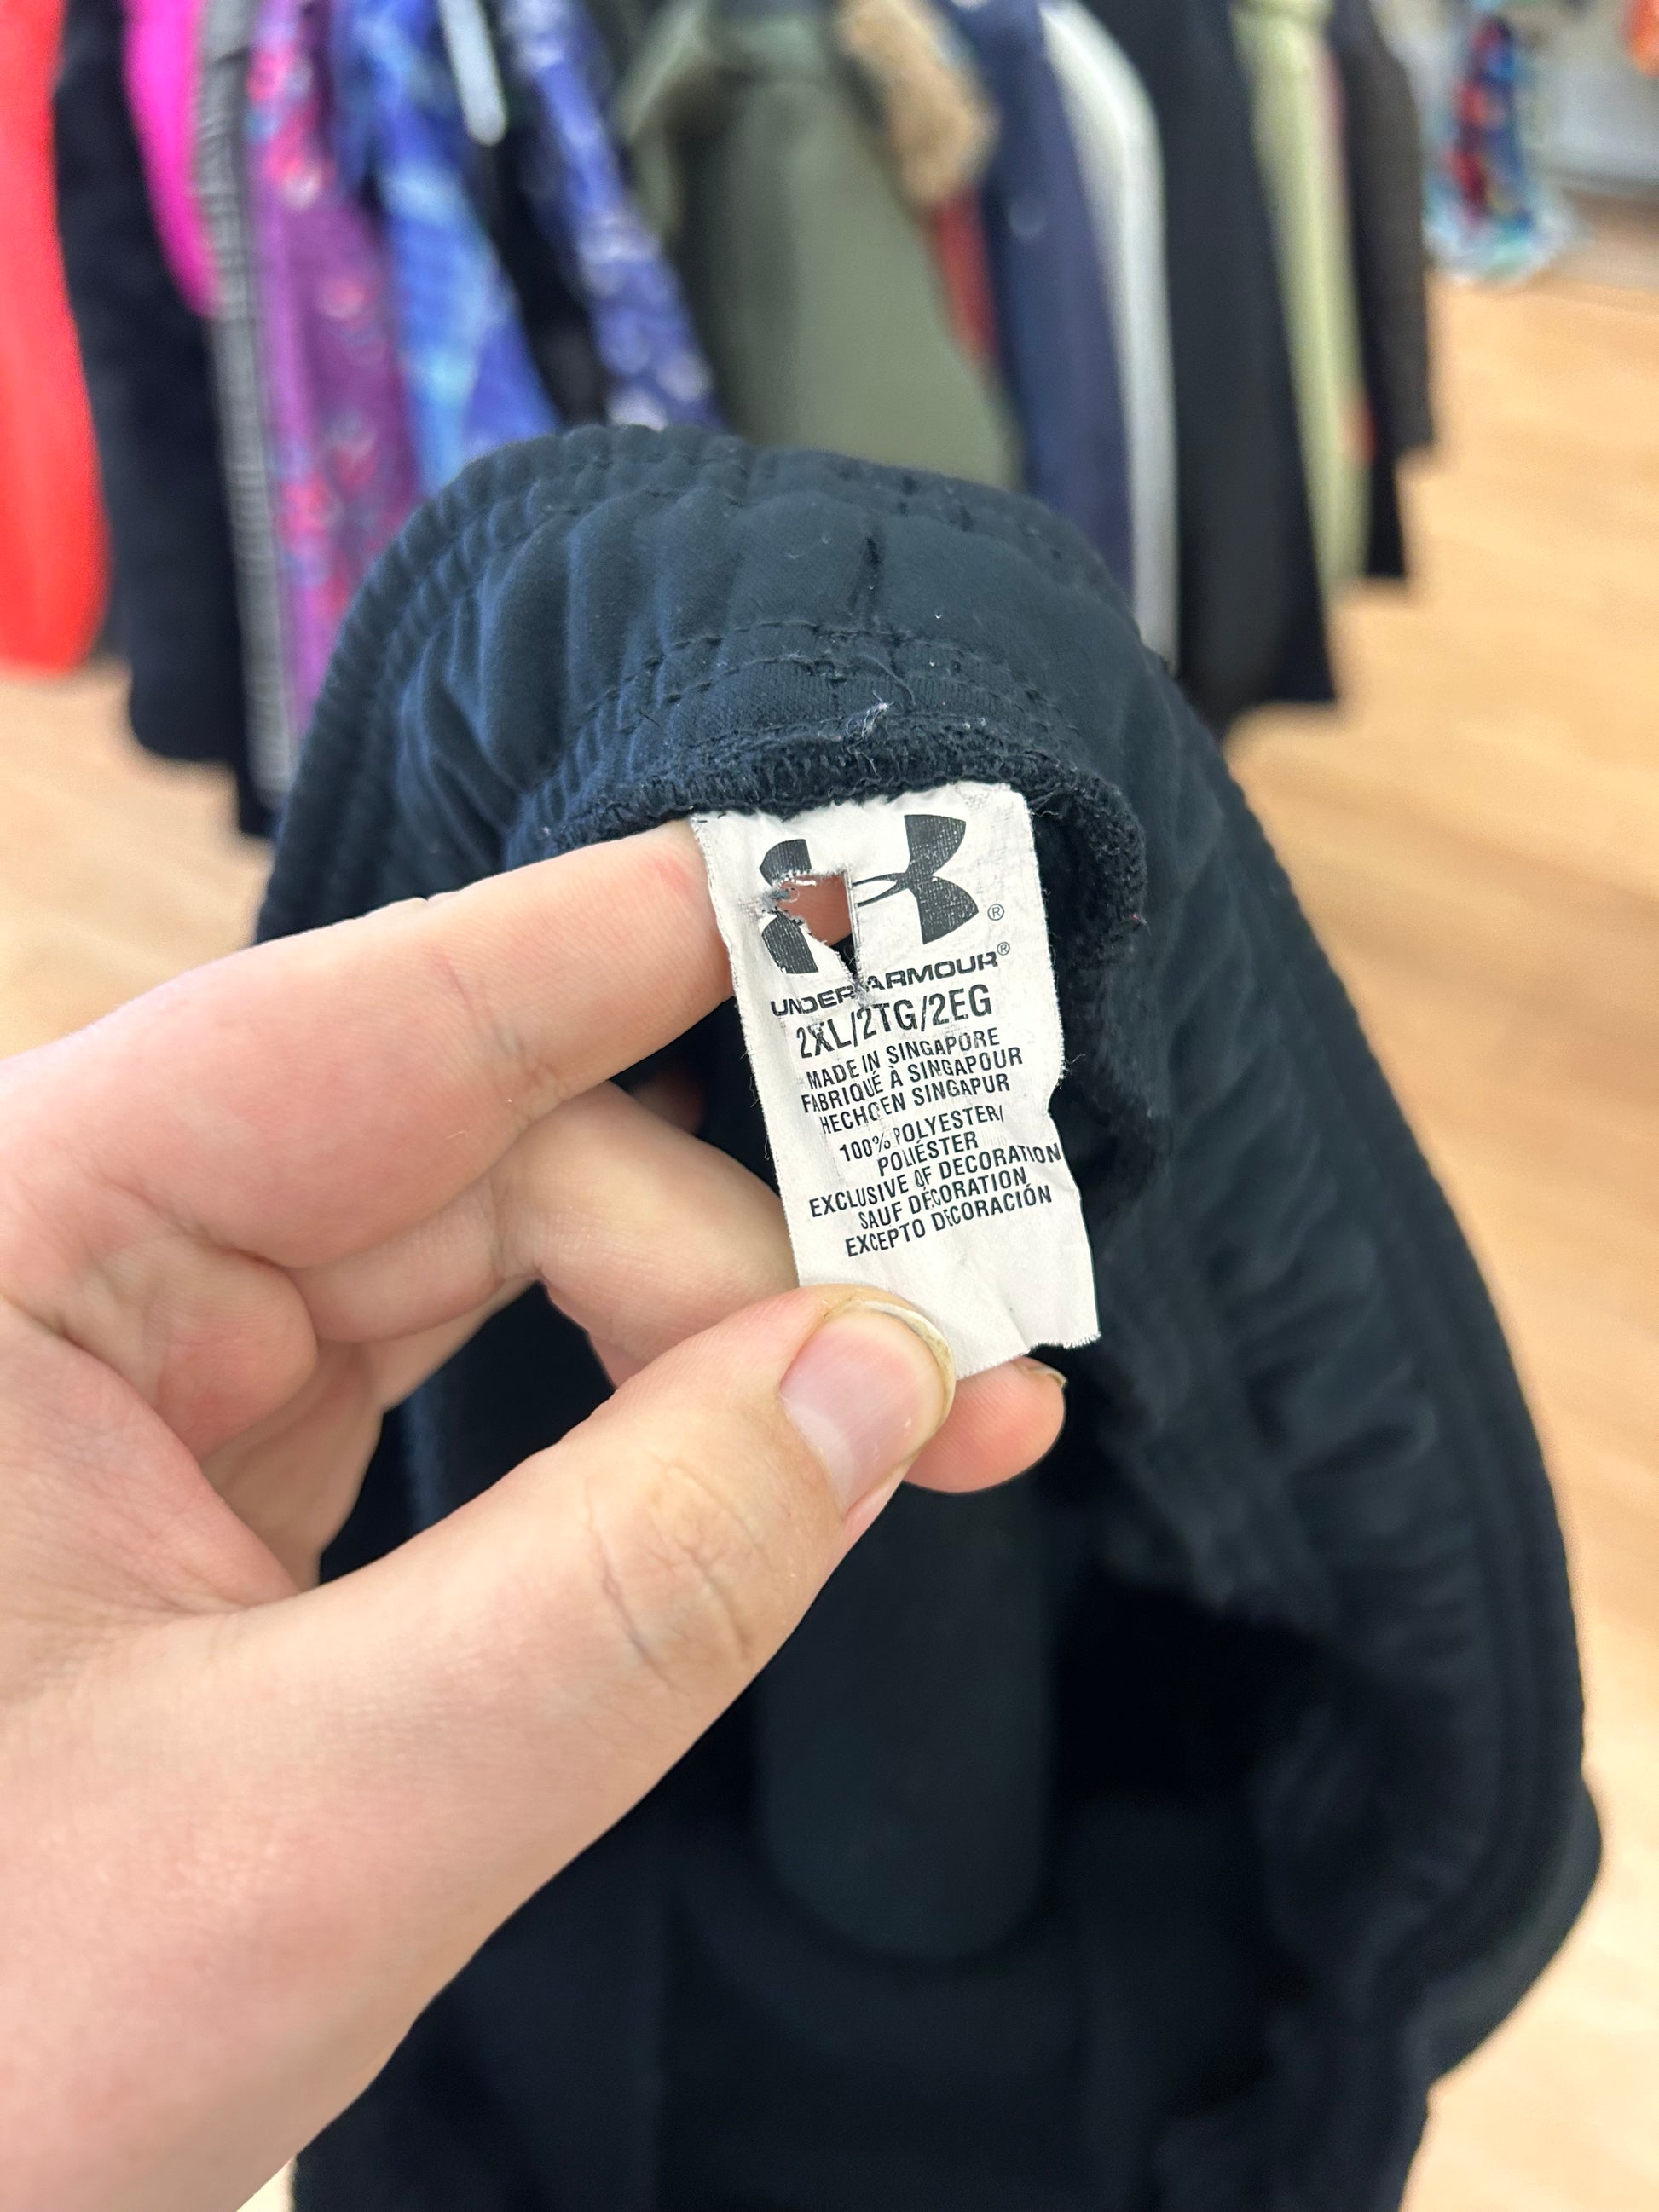 ®
UNDER ARMOUR®
2XL/2TG/2EG
MADE IN SINGAPORE
FABRIQUÉ À SINGAPOUR
HECHO EN SINGAPUR
100% POLYESTER/
POLIÉSTER
EXCLUSIVE OF DECORATION
SAUF DÉCORATION
EXCEPTO DECORACIÓN